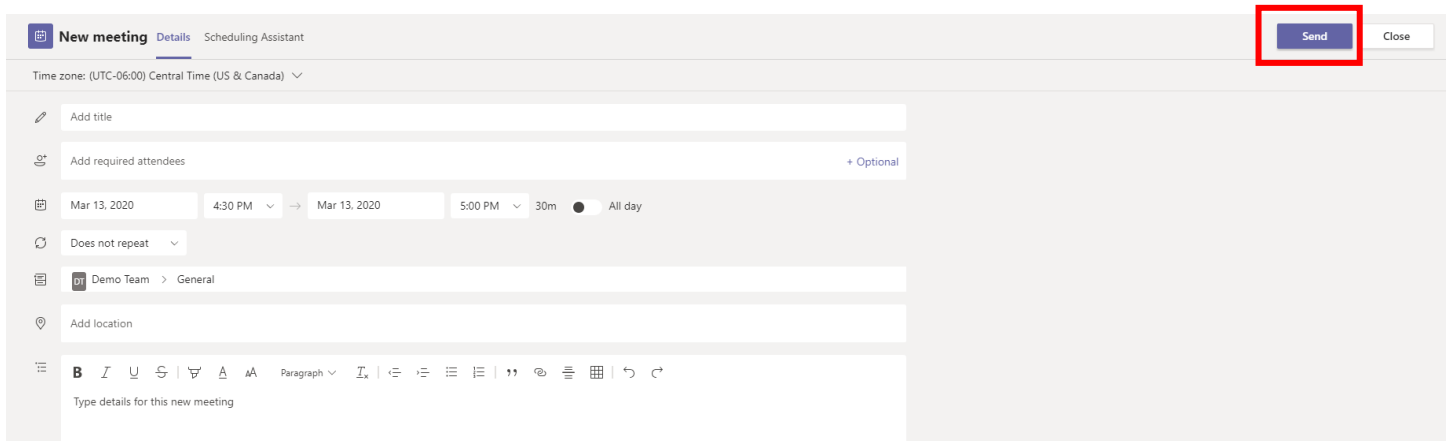 New meeting Details Scheduling Assistant Send Close
Time zone: (UTC-06:00) Central Time (US & Canada)
Add title
Add required attendees + Optional
Mar 13, 2020 4:30 PM → Mar 13, 2020 5:00 PM 30m All day
Does not repeat
DT Demo Team > General
Add location
B I U S A AA Paragraph Tx
Type details for this new meeting